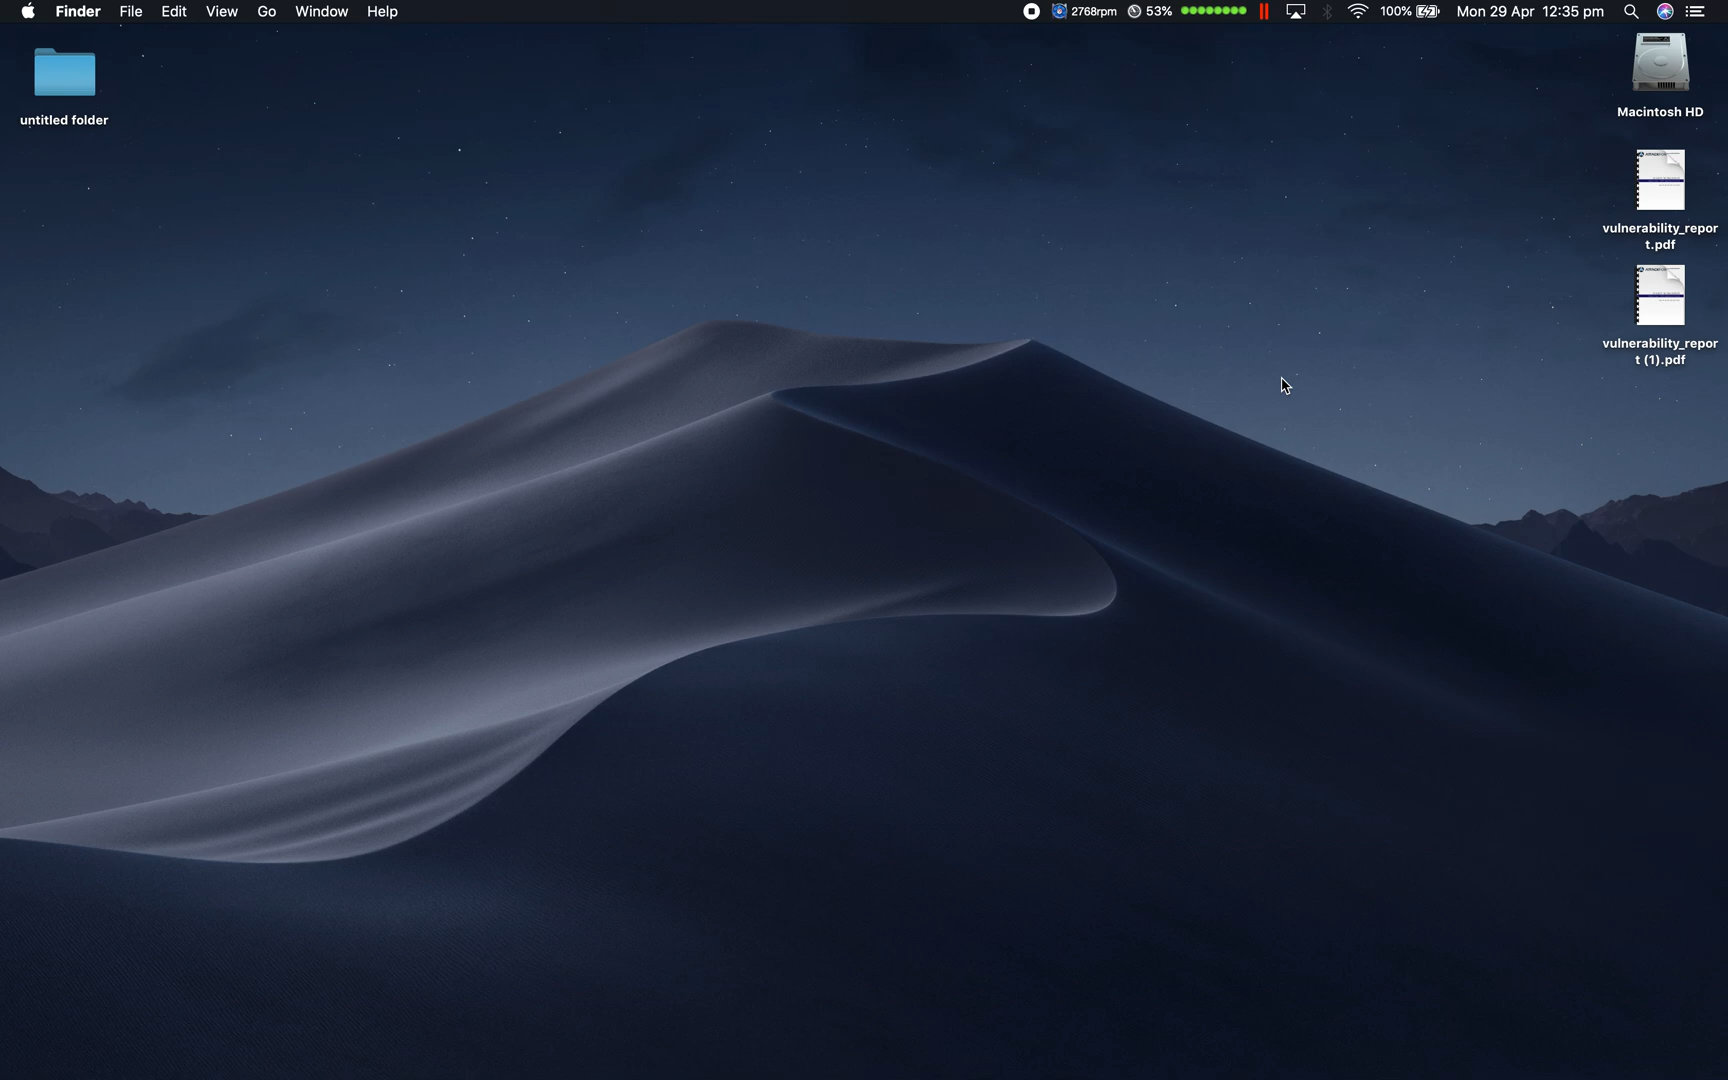 Finder File Edit View Go Window Help 2768rpm 53% 100% Mon 29 Apr 12:35 pm
untitled folder
Macintosh HD
vulnerability_repor
t.pdf
vulnerability_repor
t (1).pdf